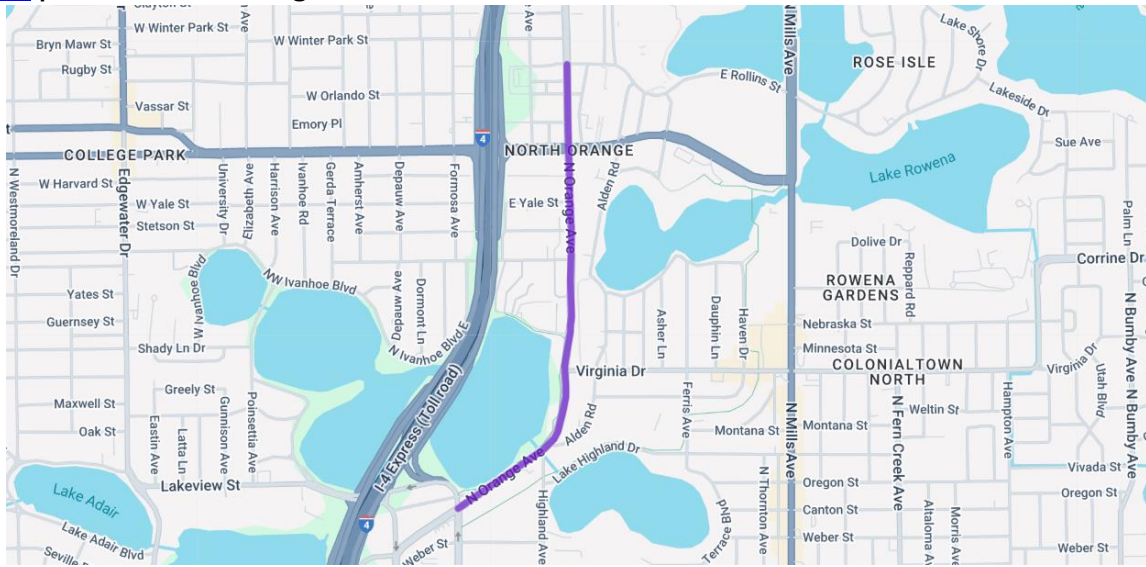 W Winter Park St
W Winter Park St
Bryn Mawr St
Rugby St
W Orlando St
Vassar St
Emory Pl
COLLEGE PARK
NORTH ORANGE
N Mills Ave
E Rollins St
ROSE ISLE
Lake Shore Dr
Lakeside Dr
Sue Ave
Lake Rowena
4
W Harvard St
W Yale St
Stetson St
N Westmoreland Dr
Edgewater Dr
University Dr
Elizabeth Ave
Harrison Ave
Ivanhoe Rd
Gerda Terrace
Amherst Ave
Depauw Ave
Formosa Ave
E Yale St
N Orange Ave
Alden Rd
Dolive Dr
Reppard Rd
Palm Ln
Corrine Dr
ROWENA
GARDENS
Yates St
Guernsey St
Shady Ln Dr
W Ivanhoe Blvd
NW Ivanhoe Blvd
Depauw Ave
Dormont Ln
N Ivanhoe Blvd E
Asher Ln
Dauphin Ln
Haven Dr
Nebraska St
Minnesota St
COLONIALTOWN
NORTH
Virginia Dr
Virginia Dr
Utah Blvd
N Bumby Ave
N Bumby Ave
Greely St
Maxwell St
Oak St
Eastin Ave
Latta Ln
Gunnison Ave
Poinsettia Ave
I-4 Express (Toll road)
Alden Rd
Ferris Ave
Montana St
Montana St
N Mills Ave
N Fern Creek Ave
Weltin St
Hampton Ave
Vivada St
Lakeview St
Lake Adair
N Orange Ave
Lake Highland Dr
Highland Ave
Oregon St
Oregon St
Canton St
Weber St
Weber St
Weber St
N Thornton Ave
Terrace Blvd
Altaloma Ave
Morris Ave
Lake Adair Blvd
4